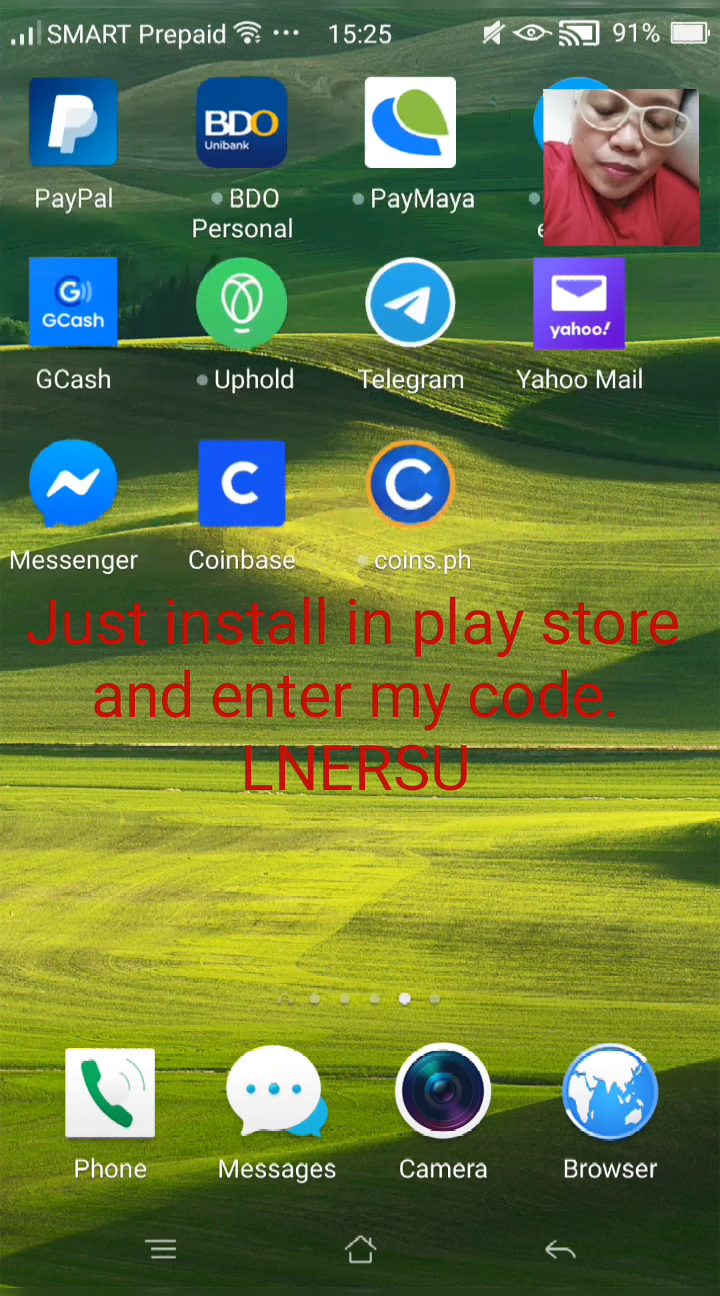 SMART Prepaid 15:25 91%
PayPal
BDO
Unibank
BDO
Personal
PayMaya
G
GCash
yahoo!
GCash
Uphold
Telegram
Yahoo Mail
C
C
Messenger
Coinbase
coins.ph
Just install in play store
and enter my code.
LNERSU
Phone
Messages
Camera
Browser